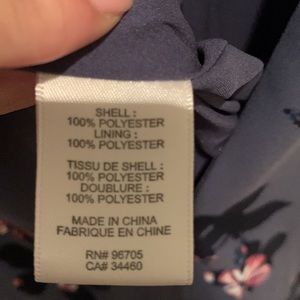 SHELL :
100% POLYESTER
LINING :
100% POLYESTER
TISSU DE SHELL :
100% POLYESTER
DOUBLURE :
100% POLYESTER
MADE IN CHINA
FABRIQUE EN CHINE
RN# 96705
CA# 34460